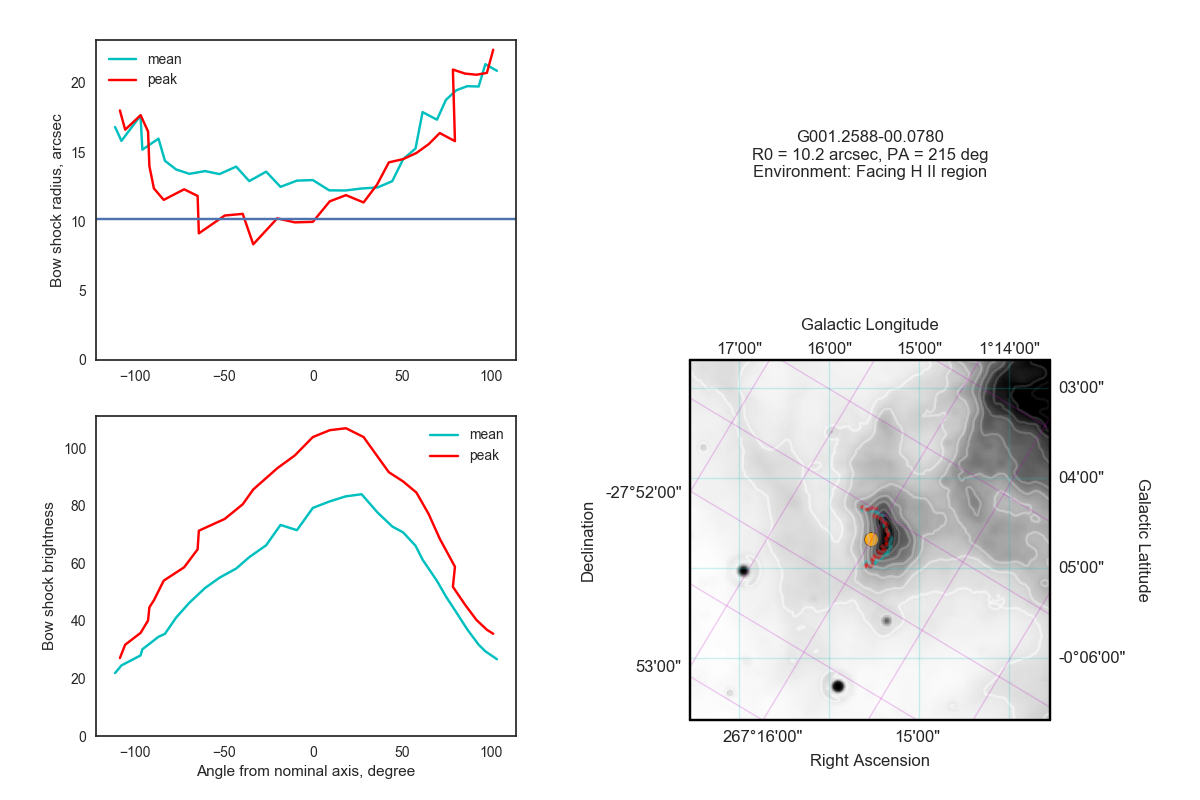 mean
peak
20
15
10
5
0
Bow shock radius, arcsec
−100
−50
0
50
100
mean
peak
100
80
60
40
20
0
Bow shock brightness
−100
−50
0
50
100
Angle from nominal axis, degree
G001.2588-00.0780
R0 = 10.2 arcsec, PA = 215 deg
Environment: Facing H II region
Galactic Longitude
17'00" 16'00" 15'00" 1°14'00"
03'00"
04'00"
05'00"
-0°06'00"
Galactic Latitude
-27°52'00"
53'00"
Declination
267°16'00" 15'00"
Right Ascension